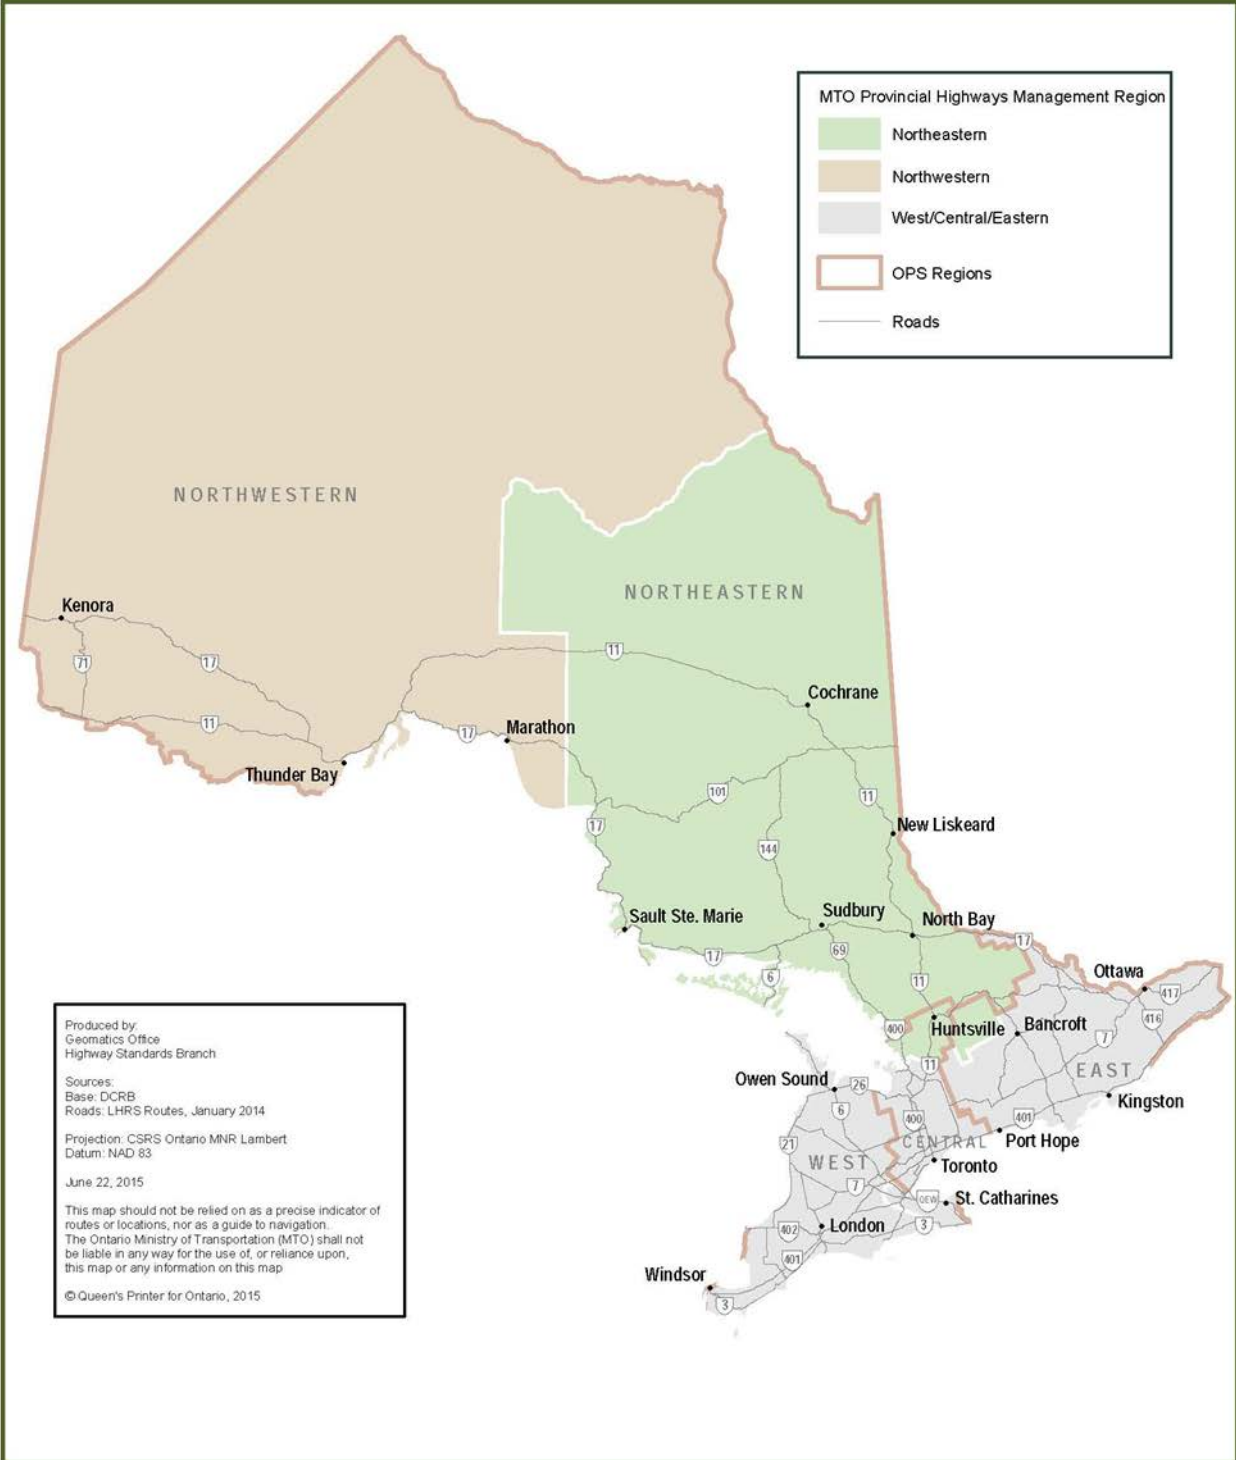 MTO Provincial Highways Management Region
Northeastern
Northwestern
West/Central/Eastern
OPS Regions
Roads
NORTHWESTERN
NORTHEASTERN
Kenora
71
17
11
11
Cochrane
Marathon
17
Thunder Bay
101
11
17
New Liskeard
144
Sault Ste. Marie
Sudbury
North Bay
69
17
17
6
11
Ottawa
417
416
400
Huntsville
Bancroft
7
11
EAST
Owen Sound
26
Kingston
6
400
401
21
CENTRAL
Port Hope
WEST
Toronto
7
QEW
St. Catharines
402
London
3
401
Windsor
3
Produced by:
Geomatics Office
Highway Standards Branch
Sources:
Base: DCRB
Roads: LHRS Routes, January 2014
Projection: CSRS Ontario MNR Lambert
Datum: NAD 83
June 22, 2015
This map should not be relied on as a precise indicator of
routes or locations, nor as a guide to navigation.
The Ontario Ministry of Transportation (MTO) shall not
be liable in any way for the use of, or reliance upon,
this map or any information on this map
© Queen's Printer for Ontario, 2015